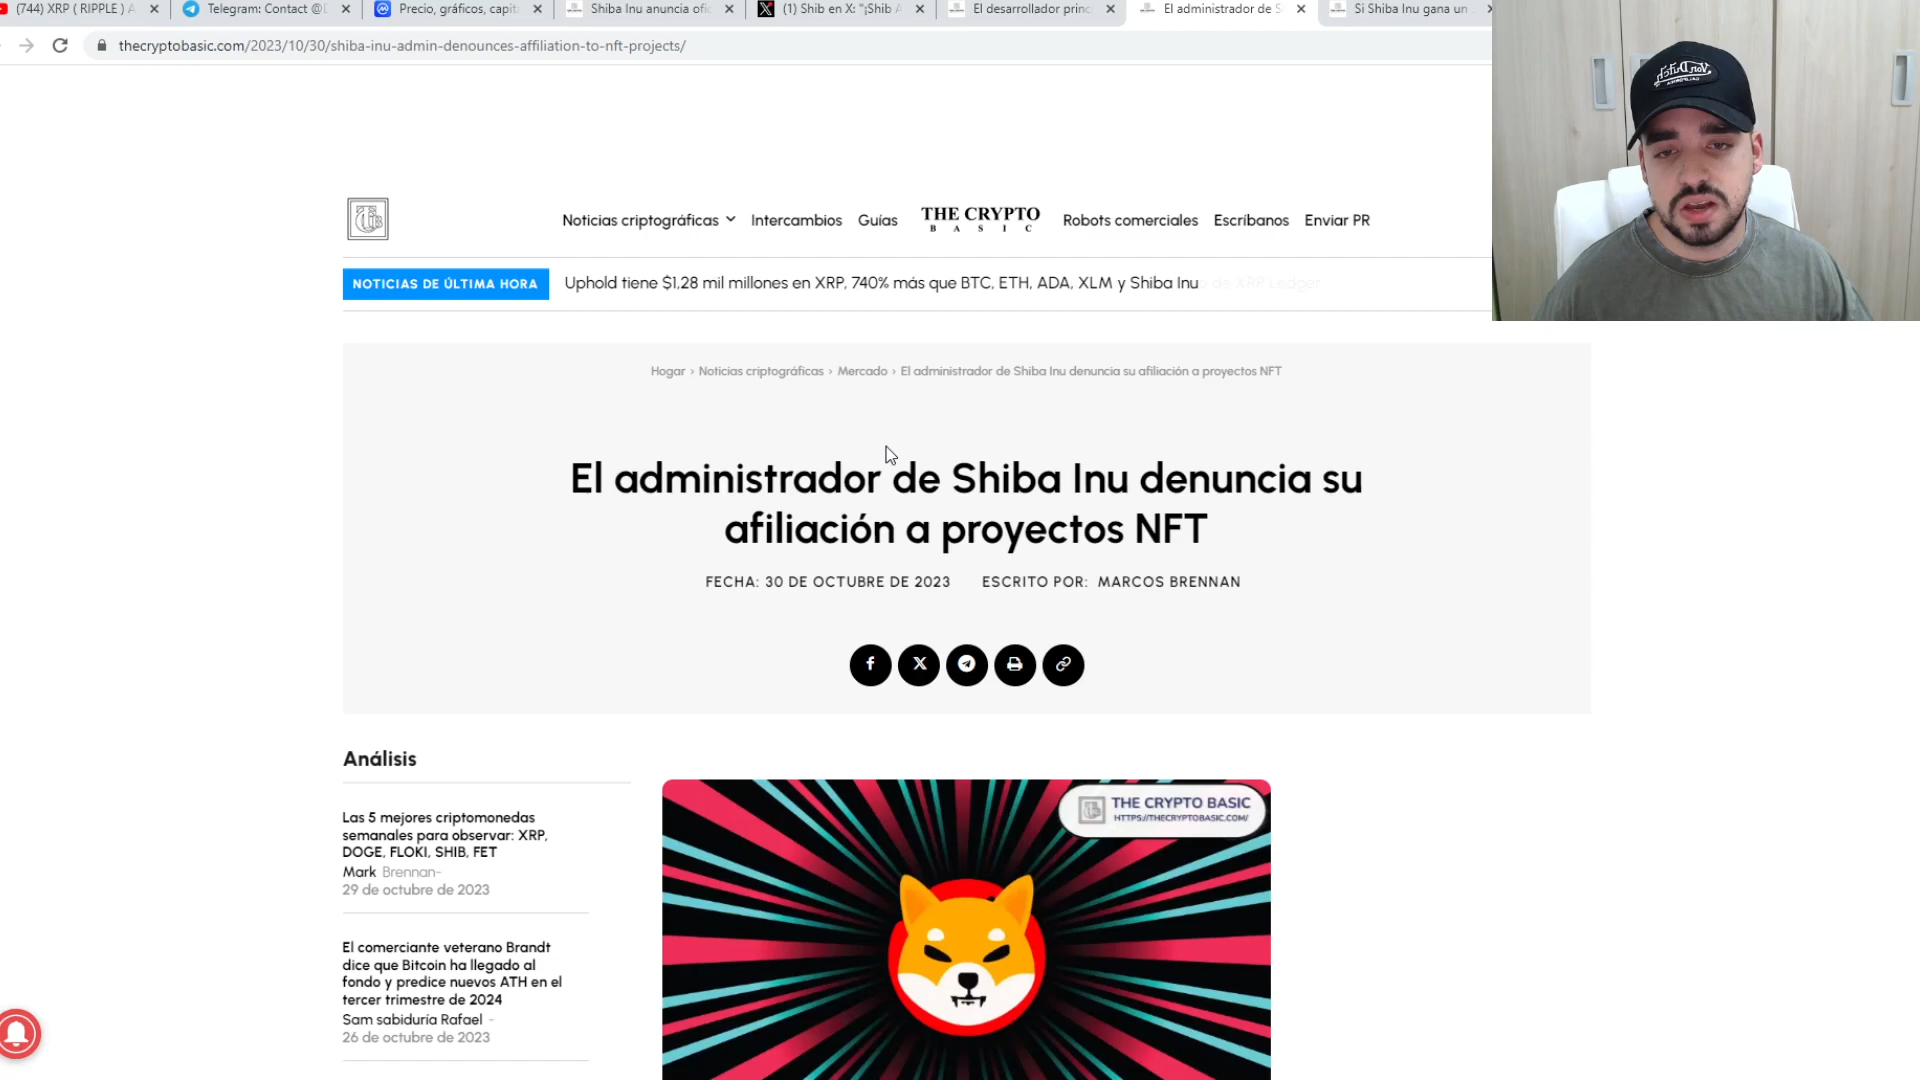 (744) XRP ( RIPPLE ) A
Telegram: Contact @
Precio, gráficos, capit
Shiba Inu anuncia ofic
(1) Shib en X: "¡Shib A
El desarrollador princ
El administrador de S
Si Shiba Inu gana un
thecryptobasic.com/2023/10/30/shiba-inu-admin-denounces-affiliation-to-nft-projects/
Von Dutch
Noticias criptográficas Intercambios Guías THE CRYPTO BASIC Robots comerciales Escríbanos Enviar PR
NOTICIAS DE ÚLTIMA HORA Uphold tiene $1,28 mil millones en XRP, 740% más que BTC, ETH, ADA, XLM y Shiba Inu de XRP Ledger
Hogar › Noticias criptográficas › Mercado › El administrador de Shiba Inu denuncia su afiliación a proyectos NFT
El administrador de Shiba Inu denuncia su
afiliación a proyectos NFT
FECHA: 30 DE OCTUBRE DE 2023 ESCRITO POR: MARCOS BRENNAN
Análisis
Las 5 mejores criptomonedas
semanales para observar: XRP,
DOGE, FLOKI, SHIB, FET
Mark Brennan-
29 de octubre de 2023
El comerciante veterano Brandt
dice que Bitcoin ha llegado al
fondo y predice nuevos ATH en el
tercer trimestre de 2024
Sam sabiduría Rafael -
26 de octubre de 2023
THE CRYPTO BASIC
HTTPS://THECRYPTOBASIC.COM/